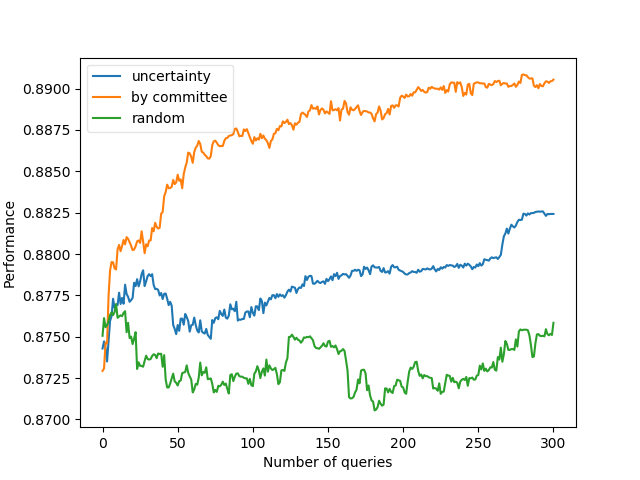 uncertainty
by committee
random
0.8900
0.8875
0.8850
0.8825
0.8800
0.8775
0.8750
0.8725
0.8700
Performance
0 50 100 150 200 250 300
Number of queries